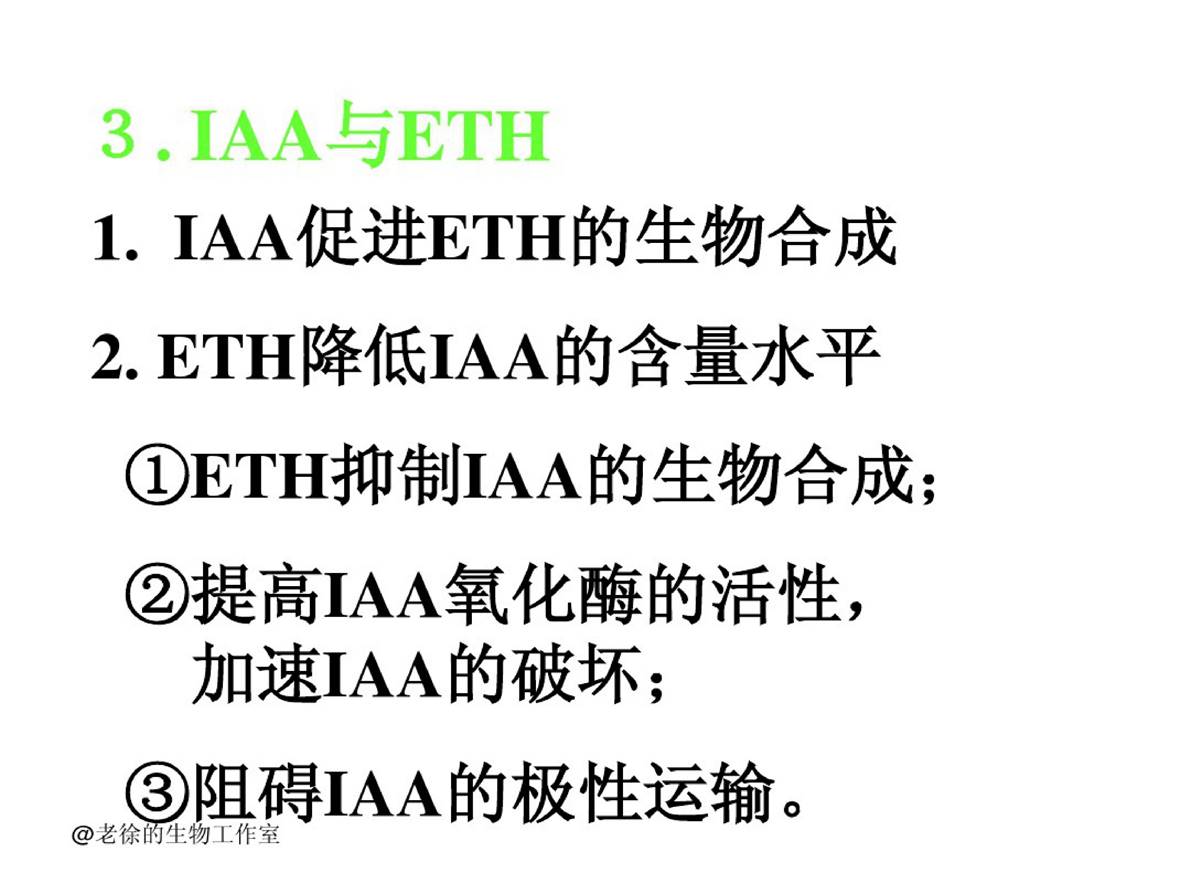 ３. IAA与ETH
1. IAA促进ETH的生物合成
2. ETH降低IAA的含量水平
①ETH抑制IAA的生物合成；
②提高IAA氧化酶的活性，
加速IAA的破坏；
③阻碍IAA的极性运输。
@老徐的生物工作室